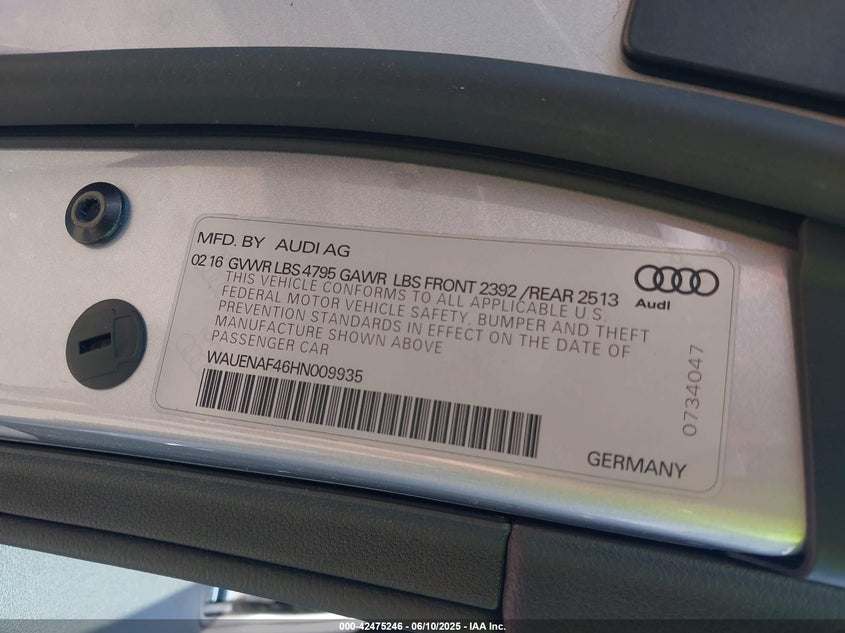 MFD. BY AUDI AG
02 16 GVWR LBS 4795 GAWR LBS FRONT 2392 /REAR 2513
THIS VEHICLE CONFORMS TO ALL APPLICABLE U.S.
FEDERAL MOTOR VEHICLE SAFETY, BUMPER AND THEFT
PREVENTION STANDARDS IN EFFECT ON THE DATE OF
MANUFACTURE SHOWN ABOVE
PASSENGER CAR
WAUENAF46HN009935
Audi
0734047
GERMANY
000-42475246 - 06/10/2025 - IAA Inc.